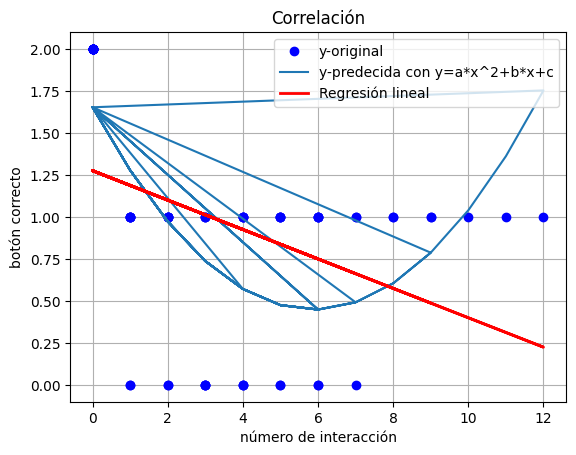 Correlación
y-original
y-predecida con y=a*x^2+b*x+c
Regresión lineal
botón correcto
2.00
1.75
1.50
1.25
1.00
0.75
0.50
0.25
0.00
0 2 4 6 8 10 12
número de interacción